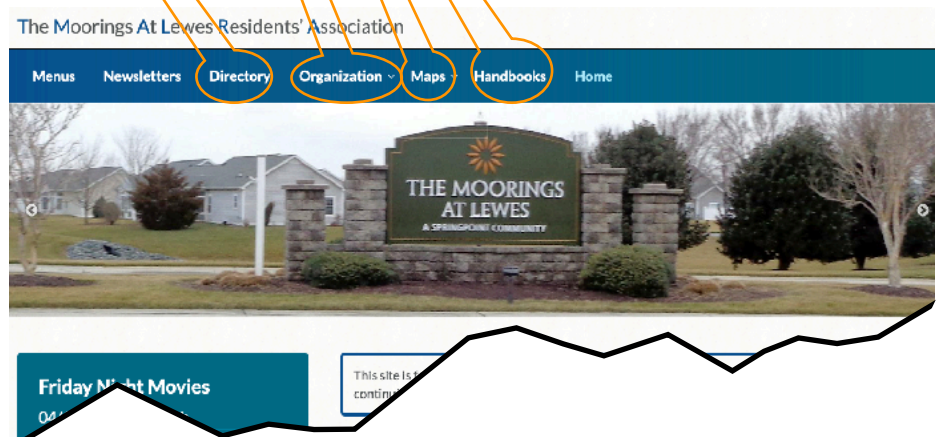 The Moorings At Lewes Residents' Association
Menus Newsletters Directory Organization Maps Handbooks Home
THE MOORINGS
AT LEWES
A SPRINGPOINT COMMUNITY
Friday Night Movies
This site is